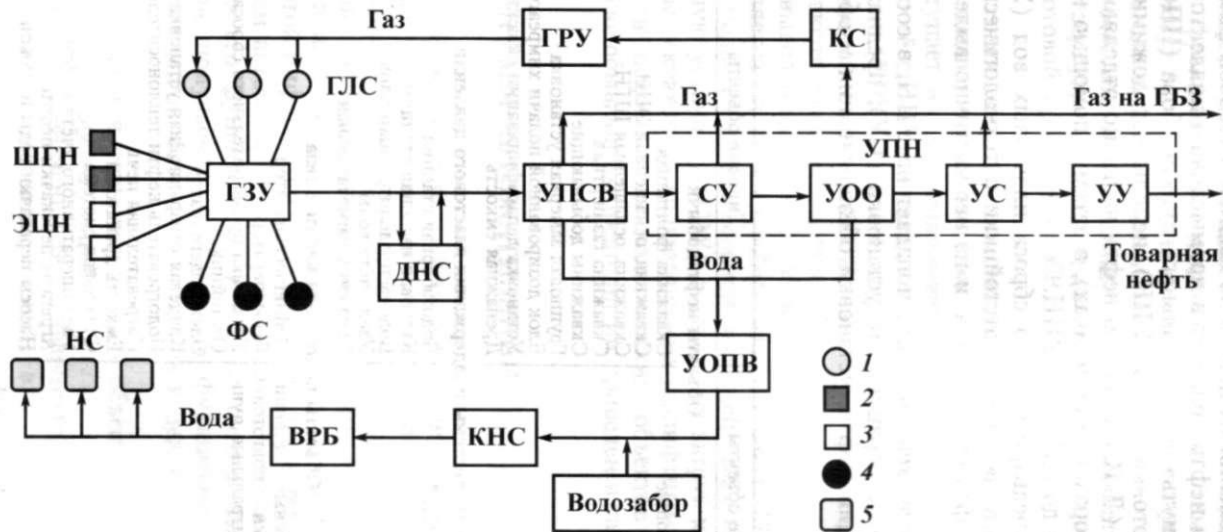 Газ
ГРУ
КС
ГЛС
Газ
Газ на ГБЗ
ШГН
УПН
ГЗУ
УПСВ
СУ
УОО
УС
УУ
ЭЦН
ДНС
Вода
Товарная
нефть
ФС
НС
УОПВ
1
2
Вода
ВРБ
КНС
3
4
Водозабор
5